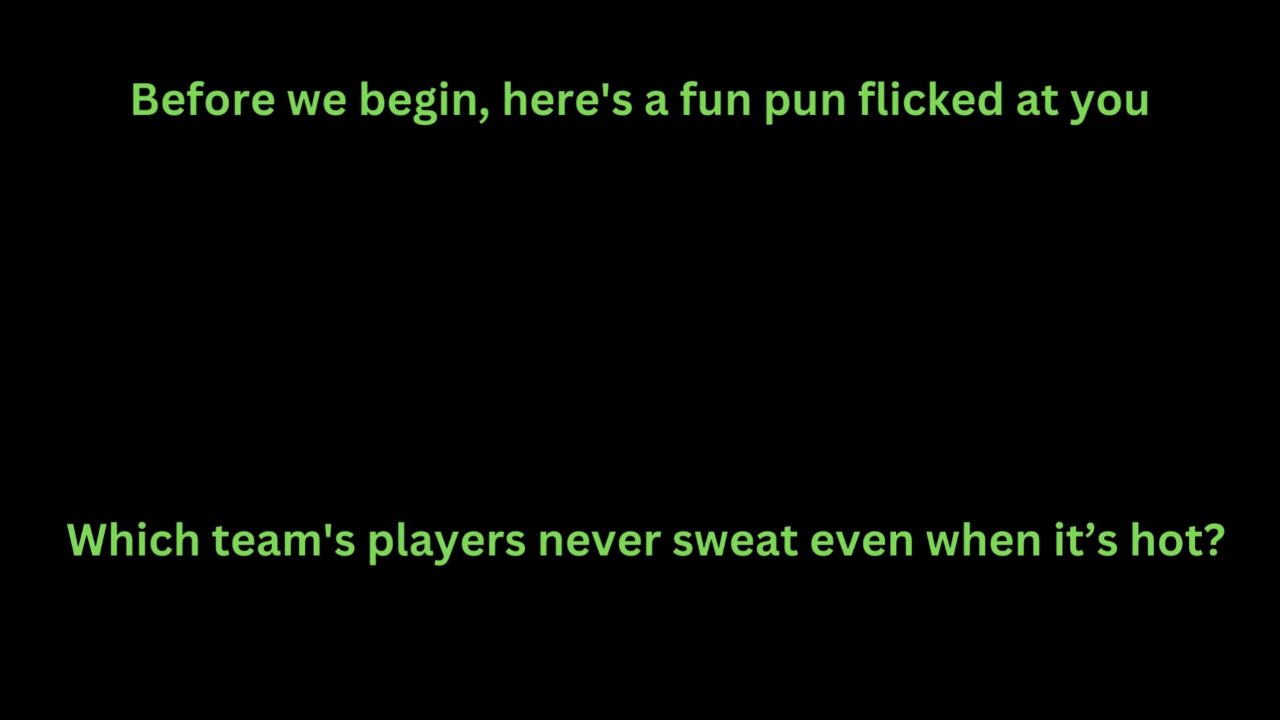 Before we begin, here's a fun pun flicked at you
Which team's players never sweat even when it’s hot?